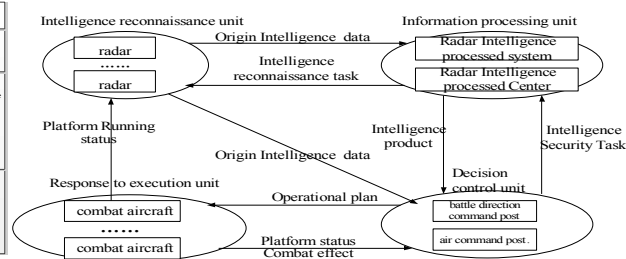 Intelligence reconnaissance unit
Information processing unit
Origin Intelligence data
radar
......
radar
Radar Intelligence
processed system
Radar Intelligence
processed Center
Intelligence
reconnaissance task
Platform Running
status
Intelligence
product
Intelligence
Security Task
Origin Intelligence data
Response to execution unit
Decision
control unit
Operational plan
combat aircraft
......
combat aircraft
battle direction
command post
air command post.
Platform status
Combat effect